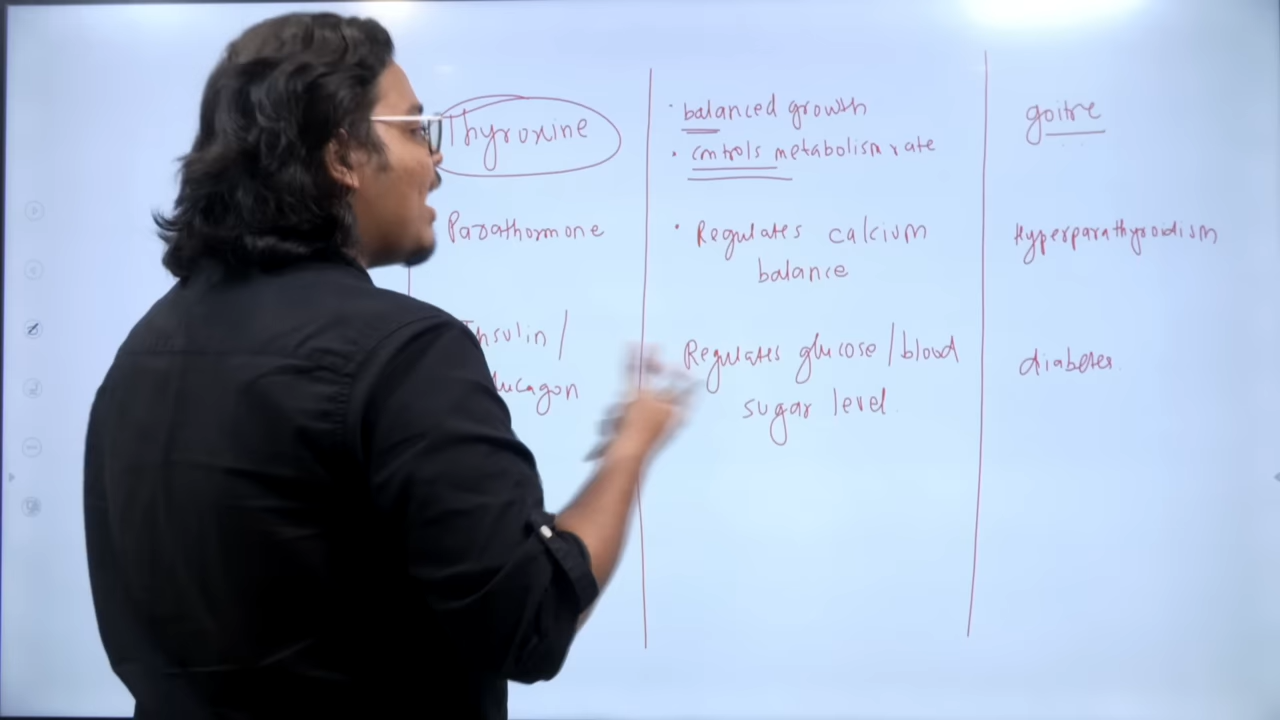 Thyroxine
· balanced growth
· controls metabolism rate
goitre
Parathormone
· Regulates calcium
balance
Hyperparathyroidism
Insulin /
Regulates glucose / blood
sugar level.
diabetes.